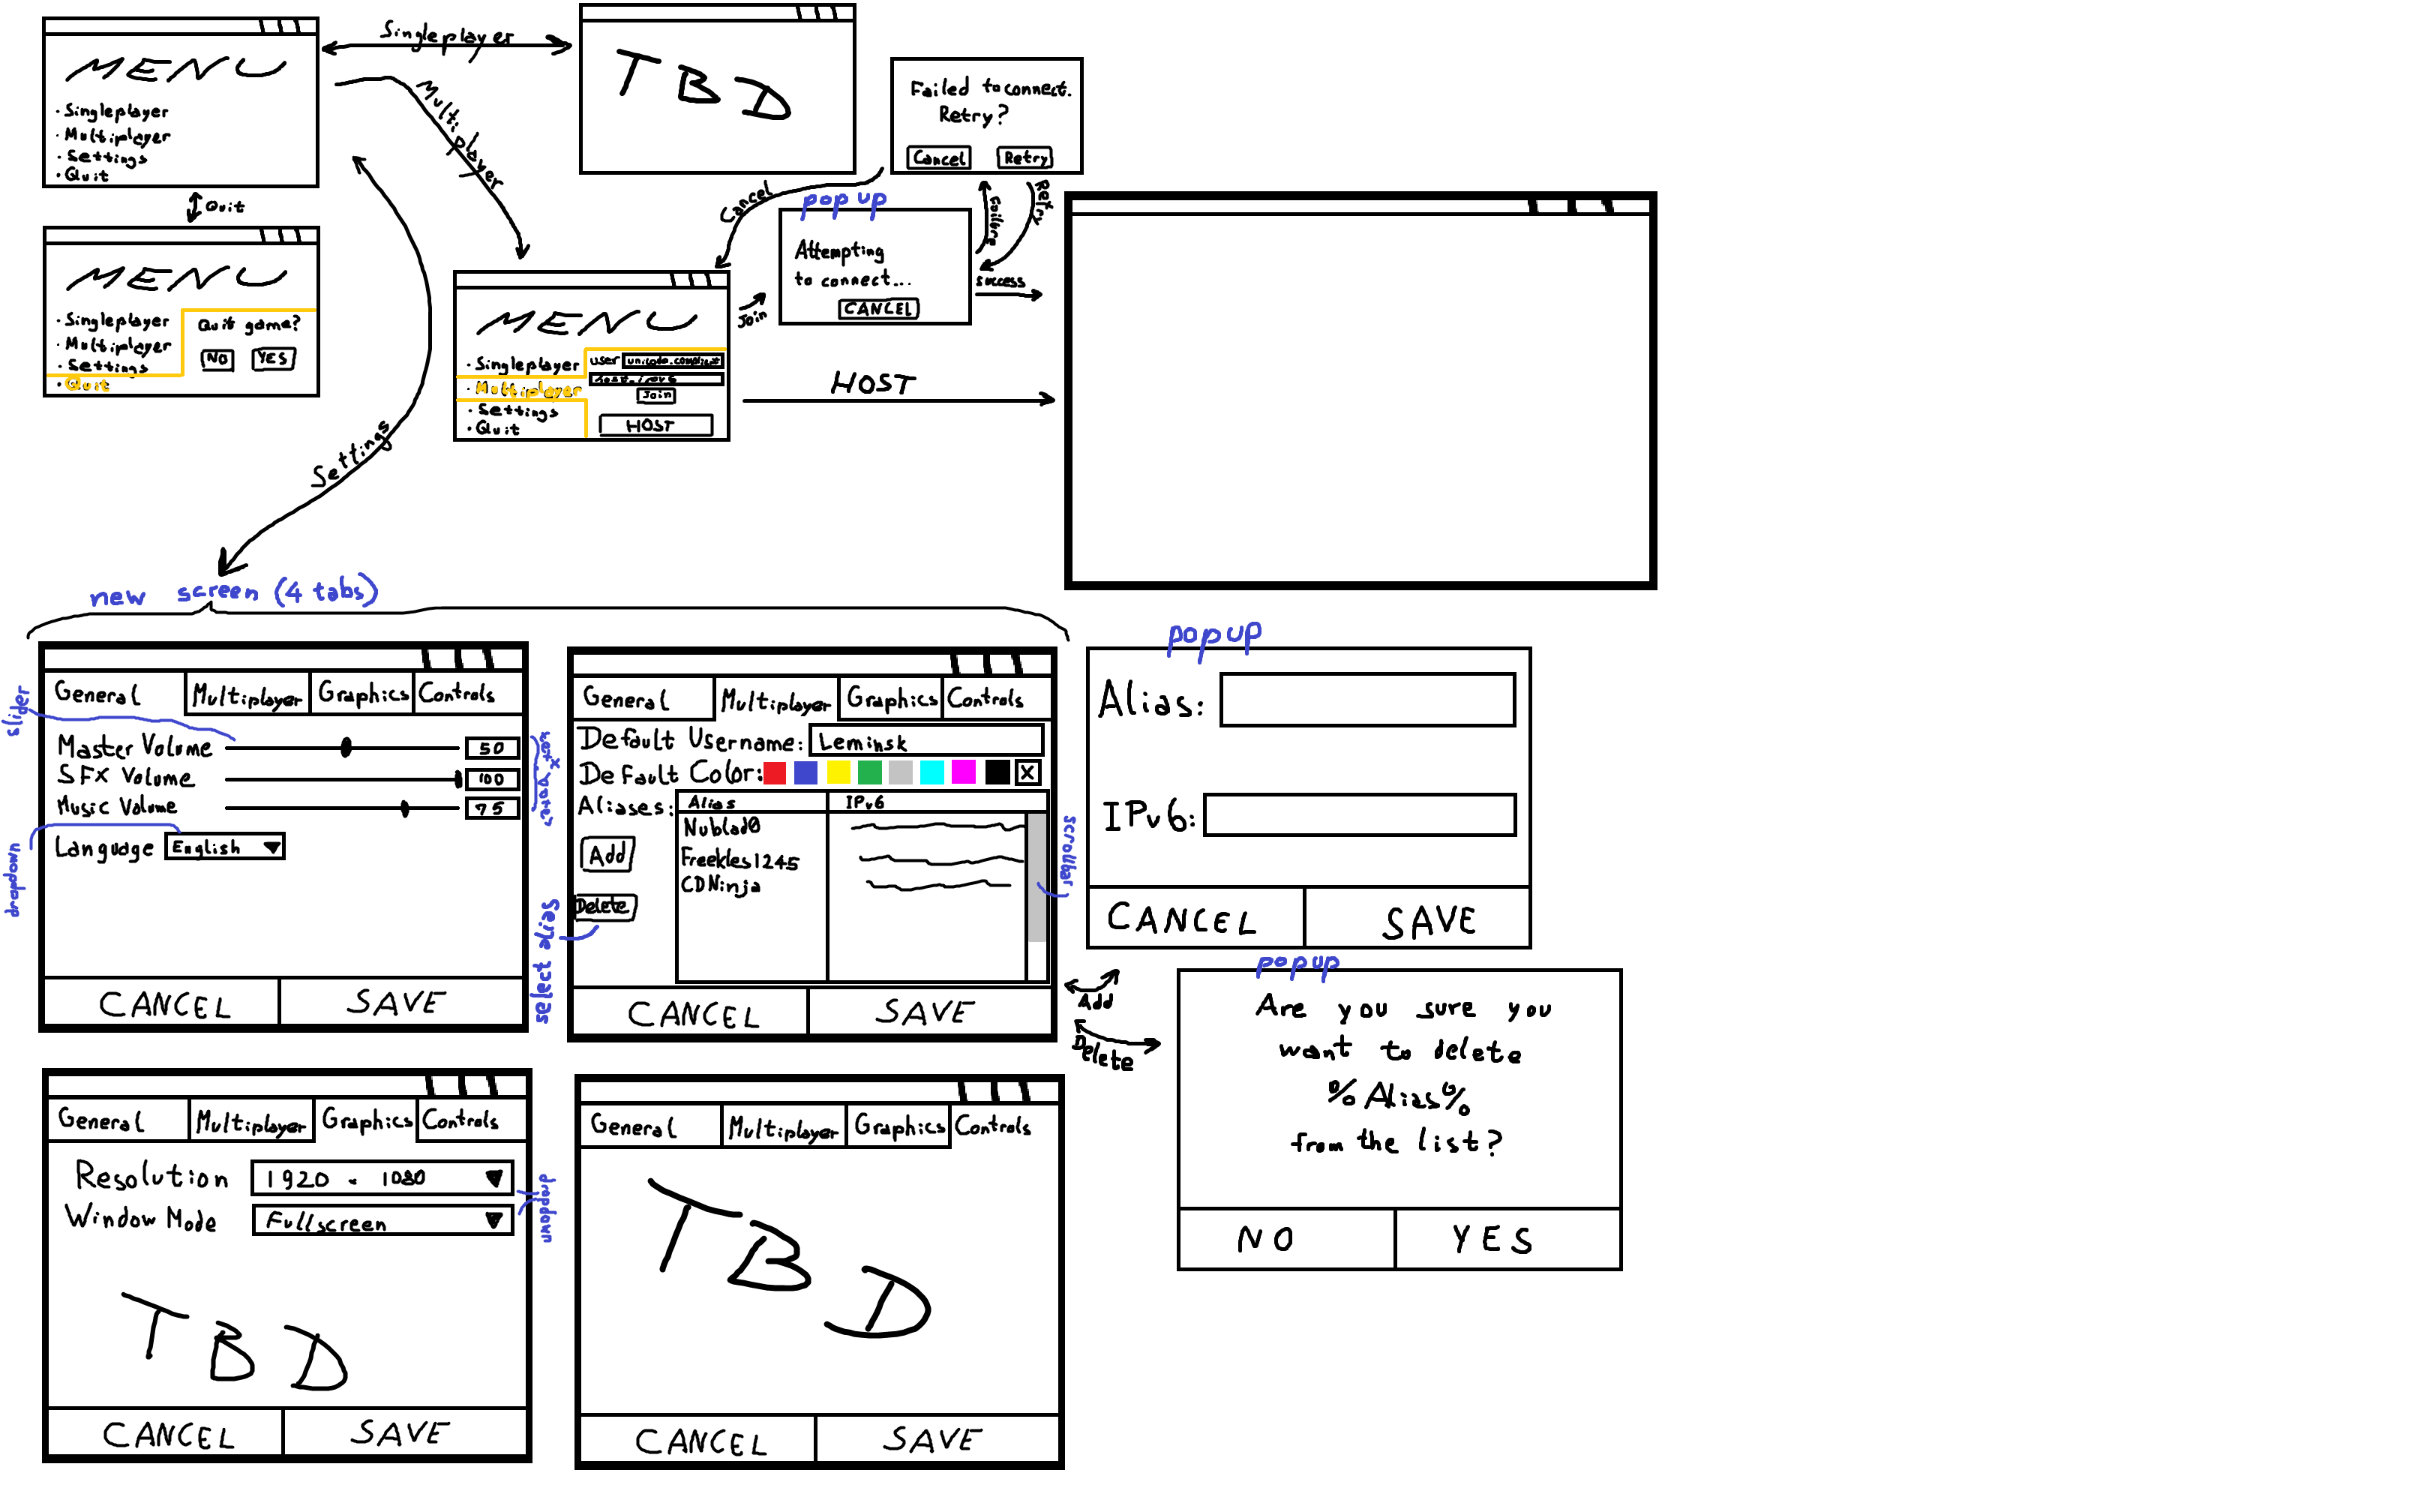 MENU
· Singleplayer
· Multiplayer
· Settings
· Quit
Singleplayer
TBD
Multiplayer
Failed to connect.
Retry?
Cancel
Retry
Quit
MENU
· Singleplayer
· Multiplayer
· Settings
· Quit
Quit game?
NO
YES
Cancel
popup
Attempting
to connect...
CANCEL
Failure
Retry
success
MENU
· Singleplayer
· Multiplayer
· Settings
· Quit
user
Join
HOST
Join
HOST
Settings
new screen (4 tabs)
General
Multiplayer
Graphics
Controls
slider
Master Volume
50
SFX Volume
100
Music Volume
75
dropdown
Language
English
CANCEL
SAVE
General
Multiplayer
Graphics
Controls
Default Username:
Leminsk
Default Color:
X
Aliases:
Alias
IPv6
Nublad0
Freekles1245
CDNinja
Add
Delete
select alias
scrollbar
CANCEL
SAVE
popup
Alias:
IPv6:
CANCEL
SAVE
Add
Delete
popup
Are you sure you
want to delete
%Alias%
from the list?
NO
YES
General
Multiplayer
Graphics
Controls
Resolution
1920 × 1080
Window Mode
Fullscreen
dropdown
TBD
CANCEL
SAVE
General
Multiplayer
Graphics
Controls
TBD
CANCEL
SAVE